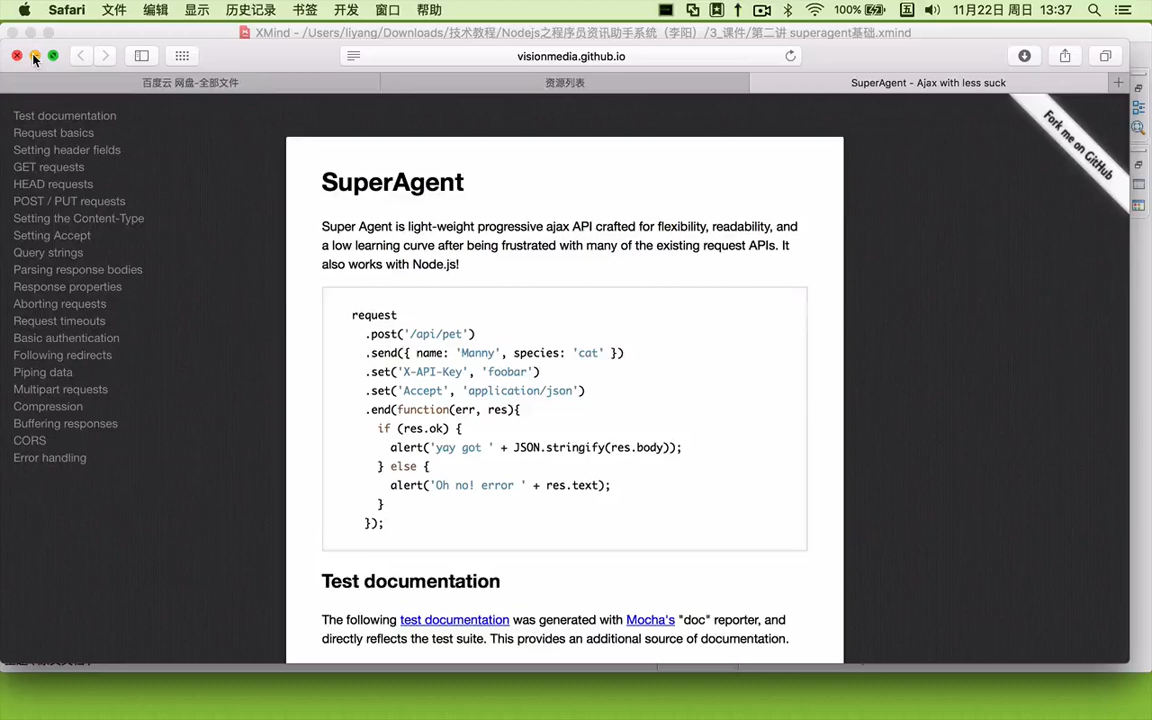 Safari 文件 编辑 显示 历史记录 书签 开发 窗口 帮助 100% 五 11月22日 周日 13:37
XMind - /Users/liyang/Downloads/技术教程/Nodejs之程序员资讯助手系统（李阳）/3_课件/第二讲 superagent基础.xmind
visionmedia.github.io
百度云 网盘-全部文件 资源列表 SuperAgent - Ajax with less suck
Fork me on GitHub
Test documentation
Request basics
Setting header fields
GET requests
HEAD requests
POST / PUT requests
Setting the Content-Type
Setting Accept
Query strings
Parsing response bodies
Response properties
Aborting requests
Request timeouts
Basic authentication
Following redirects
Piping data
Multipart requests
Compression
Buffering responses
CORS
Error handling
SuperAgent
Super Agent is light-weight progressive ajax API crafted for flexibility, readability, and
a low learning curve after being frustrated with many of the existing request APIs. It
also works with Node.js!
request
.post('/api/pet')
.send({ name: 'Manny', species: 'cat' })
.set('X-API-Key', 'foobar')
.set('Accept', 'application/json')
.end(function(err, res){
if (res.ok) {
alert('yay got ' + JSON.stringify(res.body));
} else {
alert('Oh no! error ' + res.text);
}
});
Test documentation
The following test documentation was generated with Mocha's "doc" reporter, and
directly reflects the test suite. This provides an additional source of documentation.